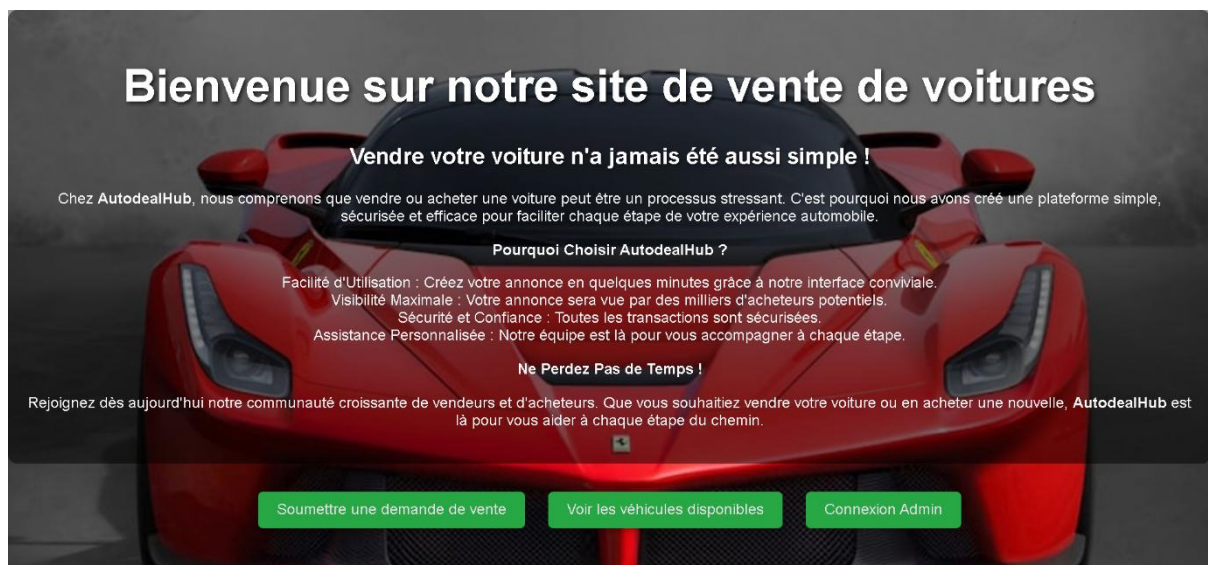 Bienvenue sur notre site de vente de voitures
Vendre votre voiture n'a jamais été aussi simple !
Chez AutodealHub, nous comprenons que vendre ou acheter une voiture peut être un processus stressant. C'est pourquoi nous avons créé une plateforme simple,
sécurisée et efficace pour faciliter chaque étape de votre expérience automobile.
Pourquoi Choisir AutodealHub ?
Facilité d'Utilisation : Créez votre annonce en quelques minutes grâce à notre interface conviviale.
Visibilité Maximale : Votre annonce sera vue par des milliers d'acheteurs potentiels.
Sécurité et Confiance : Toutes les transactions sont sécurisées.
Assistance Personnalisée : Notre équipe est là pour vous accompagner à chaque étape.
Ne Perdez Pas de Temps !
Rejoignez dès aujourd'hui notre communauté croissante de vendeurs et d'acheteurs. Que vous souhaitiez vendre votre voiture ou en acheter une nouvelle, AutodealHub est
là pour vous aider à chaque étape du chemin.
Soumettre une demande de vente
Voir les véhicules disponibles
Connexion Admin